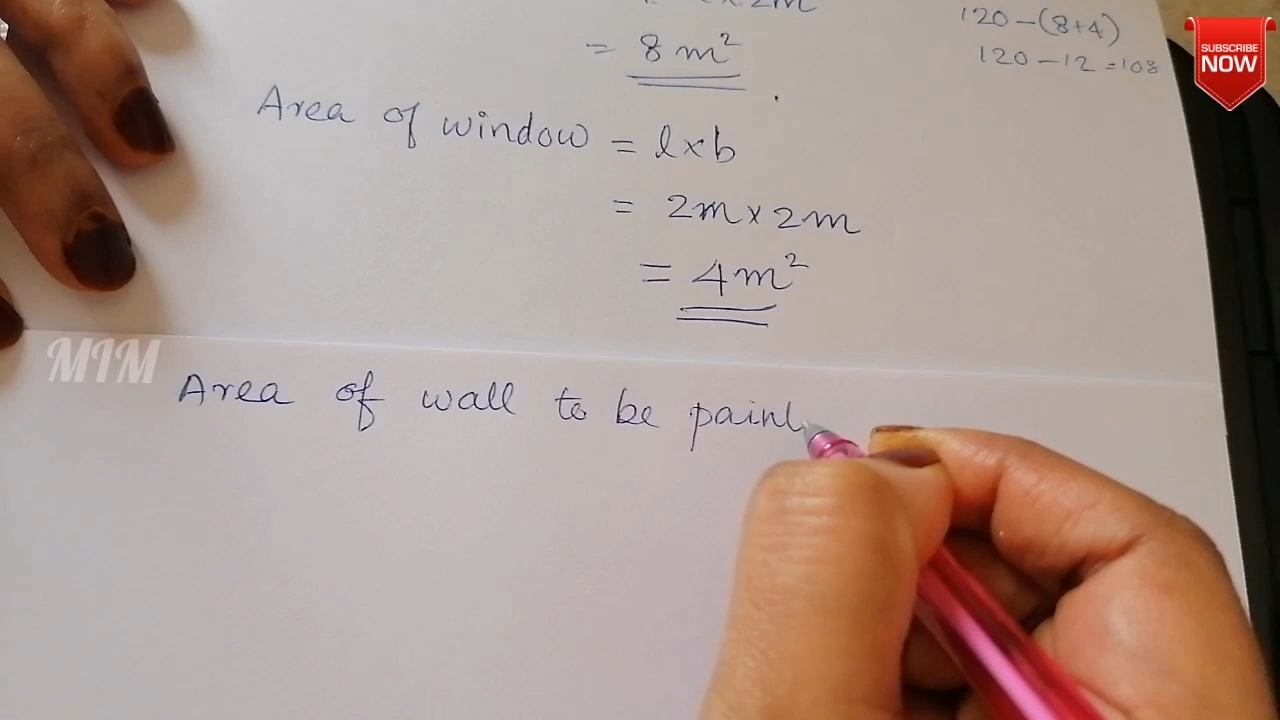 120-(8+4)
= 8 m²
120-12=108
Area of window = l×b
= 2m×2m
= 4m²
MIM
Area of wall to be paint
SUBSCRIBE
NOW